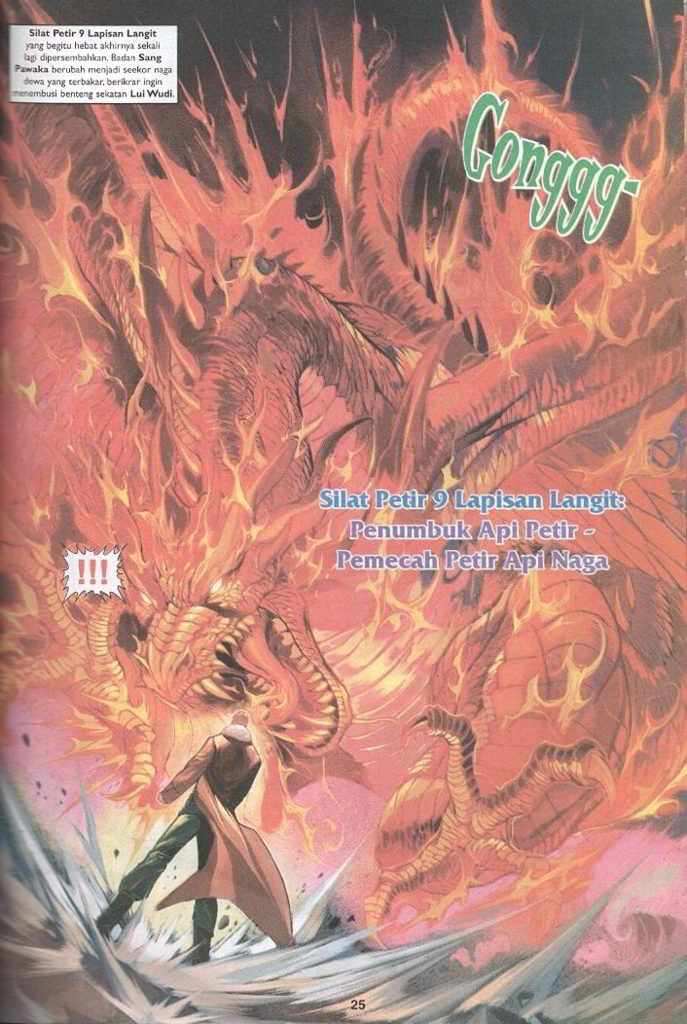 Silat Petir 9 Lapisan Langit
yang begitu hebat akhirnya sekali
lagi dipersembahkan. Badan Sang
Pawaka berubah menjadi seekor naga
dewa yang terbakar, berikrar ingin
menembusi benteng sekatan Lui Wudi.
Gonggg-
Silat Petir 9 Lapisan Langit:
Penumbuk Api Petir -
Pemecah Petir Api Naga
!!!
25